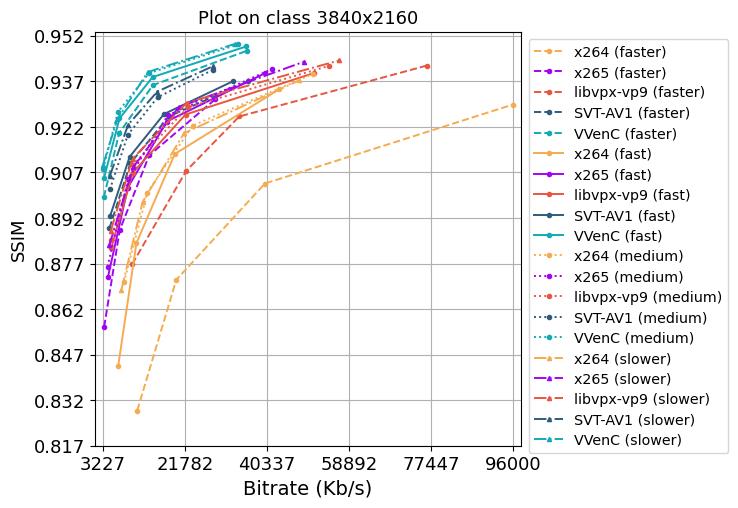 Plot on class 3840x2160
0.952
0.937
0.922
0.907
0.892
0.877
0.862
0.847
0.832
0.817
SSIM
3227 21782 40337 58892 77447 96000
Bitrate (Kb/s)
x264 (faster)
x265 (faster)
libvpx-vp9 (faster)
SVT-AV1 (faster)
VVenC (faster)
x264 (fast)
x265 (fast)
libvpx-vp9 (fast)
SVT-AV1 (fast)
VVenC (fast)
x264 (medium)
x265 (medium)
libvpx-vp9 (medium)
SVT-AV1 (medium)
VVenC (medium)
x264 (slower)
x265 (slower)
libvpx-vp9 (slower)
SVT-AV1 (slower)
VVenC (slower)